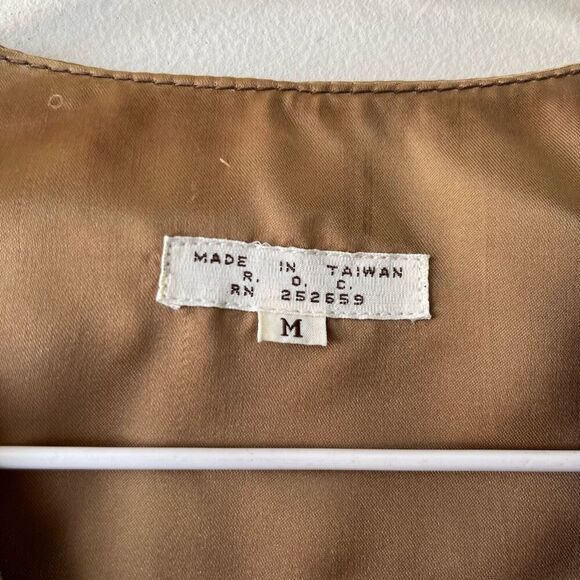 MADE IN TAIWAN
R. O. C.
RN 252659
M